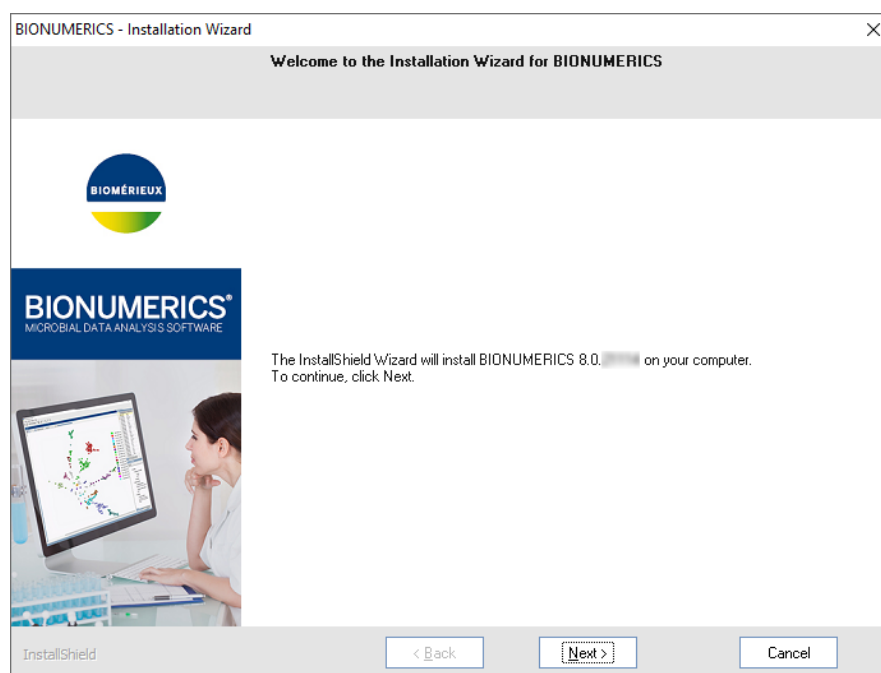 BIONUMERICS - Installation Wizard
Welcome to the Installation Wizard for BIONUMERICS
BIOMÉRIEUX
BIONUMERICS®
MICROBIAL DATA ANALYSIS SOFTWARE
The InstallShield Wizard will install BIONUMERICS 8.0. on your computer.
To continue, click Next.
InstallShield
< Back
Next >
Cancel